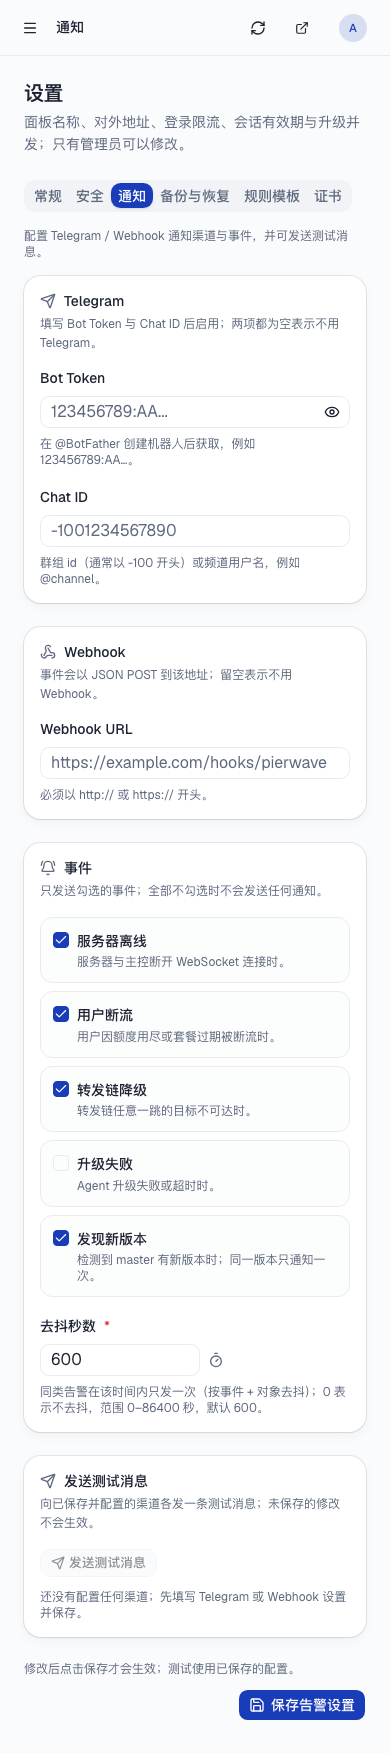 通知
A
设置
面板名称、对外地址、登录限流、会话有效期与升级并
发；只有管理员可以修改。
常规 安全 通知 备份与恢复 规则模板 证书
配置 Telegram / Webhook 通知渠道与事件，并可发送测试消
息。
Telegram
填写 Bot Token 与 Chat ID 后启用；两项都为空表示不用
Telegram。
Bot Token
123456789:AA...
在 @BotFather 创建机器人后获取，例如
123456789:AA...。
Chat ID
-1001234567890
群组 id（通常以 -100 开头）或频道用户名，例如
@channel。
Webhook
事件会以 JSON POST 到该地址；留空表示不用
Webhook。
Webhook URL
https://example.com/hooks/pierwave
必须以 http:// 或 https:// 开头。
事件
只发送勾选的事件；全部不勾选时不会发送任何通知。
服务器离线
服务器与主控断开 WebSocket 连接时。
用户断流
用户因额度用尽或套餐过期被断流时。
转发链降级
转发链任意一跳的目标不可达时。
升级失败
Agent 升级失败或超时时。
发现新版本
检测到 master 有新版本时；同一版本只通知一
次。
去抖秒数 *
600
同类告警在该时间内只发一次（按事件 + 对象去抖）；0 表
示不去抖，范围 0–86400 秒，默认 600。
发送测试消息
向已保存并配置的渠道各发一条测试消息；未保存的修改
不会生效。
发送测试消息
还没有配置任何渠道；先填写 Telegram 或 Webhook 设置
并保存。
修改后点击保存才会生效；测试使用已保存的配置。
保存告警设置